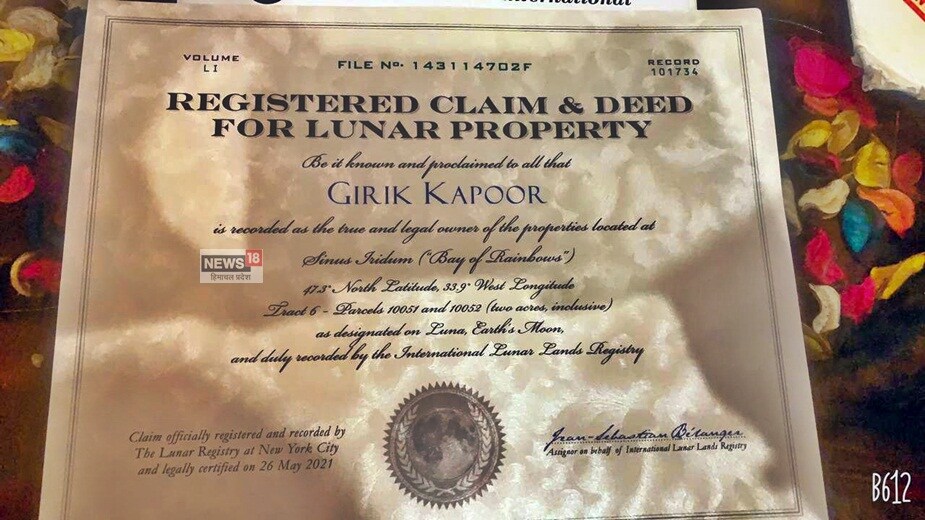 International
VOLUME
LI
FILE No. 143114702F
RECORD
101734
REGISTERED CLAIM & DEED
FOR LUNAR PROPERTY
Be it known and proclaimed to all that
GIRIK KAPOOR
is recorded as the true and legal owner of the properties located at
Sinus Iridum ("Bay of Rainbows")
47.3° North Latitude, 33.9° West Longitude
Tract 6 - Parcels 10051 and 10052 (two acres, inclusive)
as designated on Luna, Earth's Moon,
and duly recorded by the International Lunar Lands Registry
NEWS 18
हिमाचल प्रदेश
Claim officially registered and recorded by
The Lunar Registry at New York City
and legally certified on 26 May 2021
Jean-Sebastian Bélanger
Assignor on behalf of International Lunar Lands Registry
B612